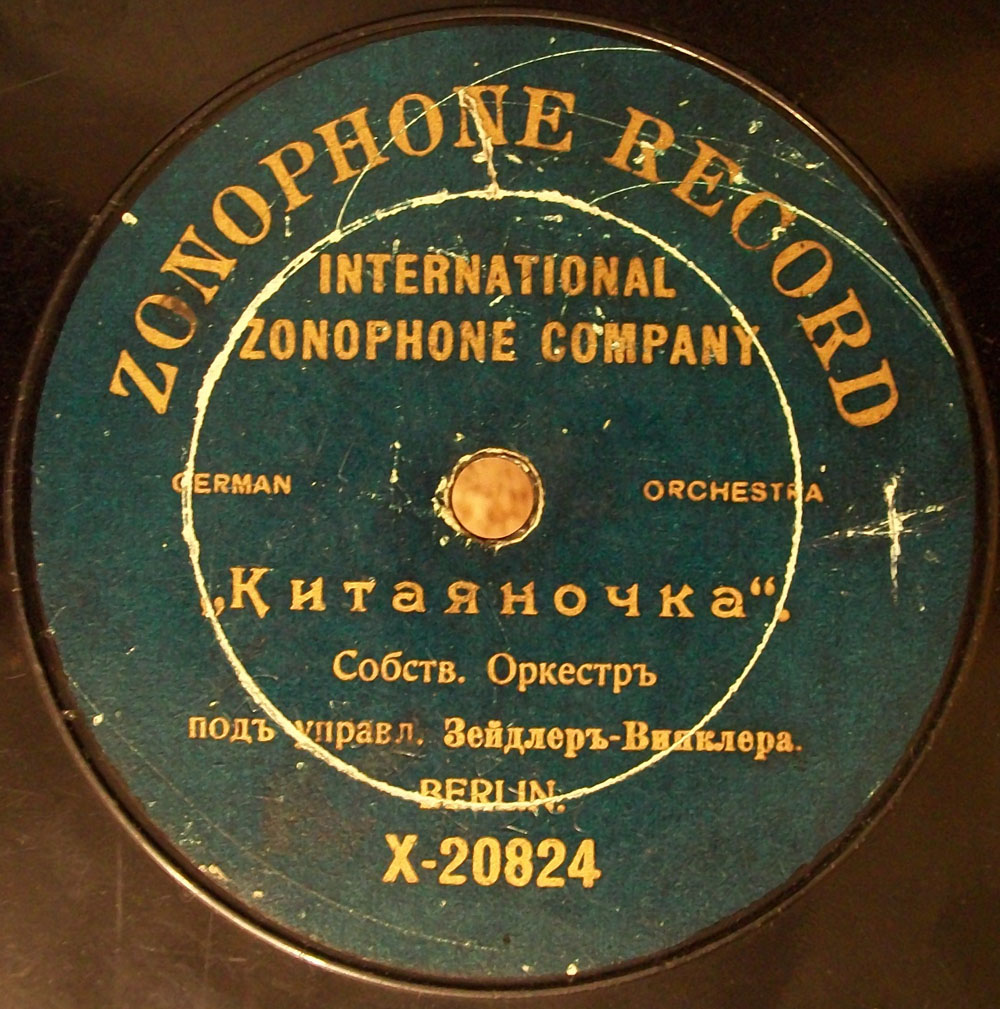 ZONOPHONE RECORD
INTERNATIONAL
ZONOPHONE COMPANY
GERMAN ORCHESTRA
„Китаяночка“.
Собств. Оркестръ
подъ управл. Зейдлеръ-Винклера.
BERLIN.
X-20824